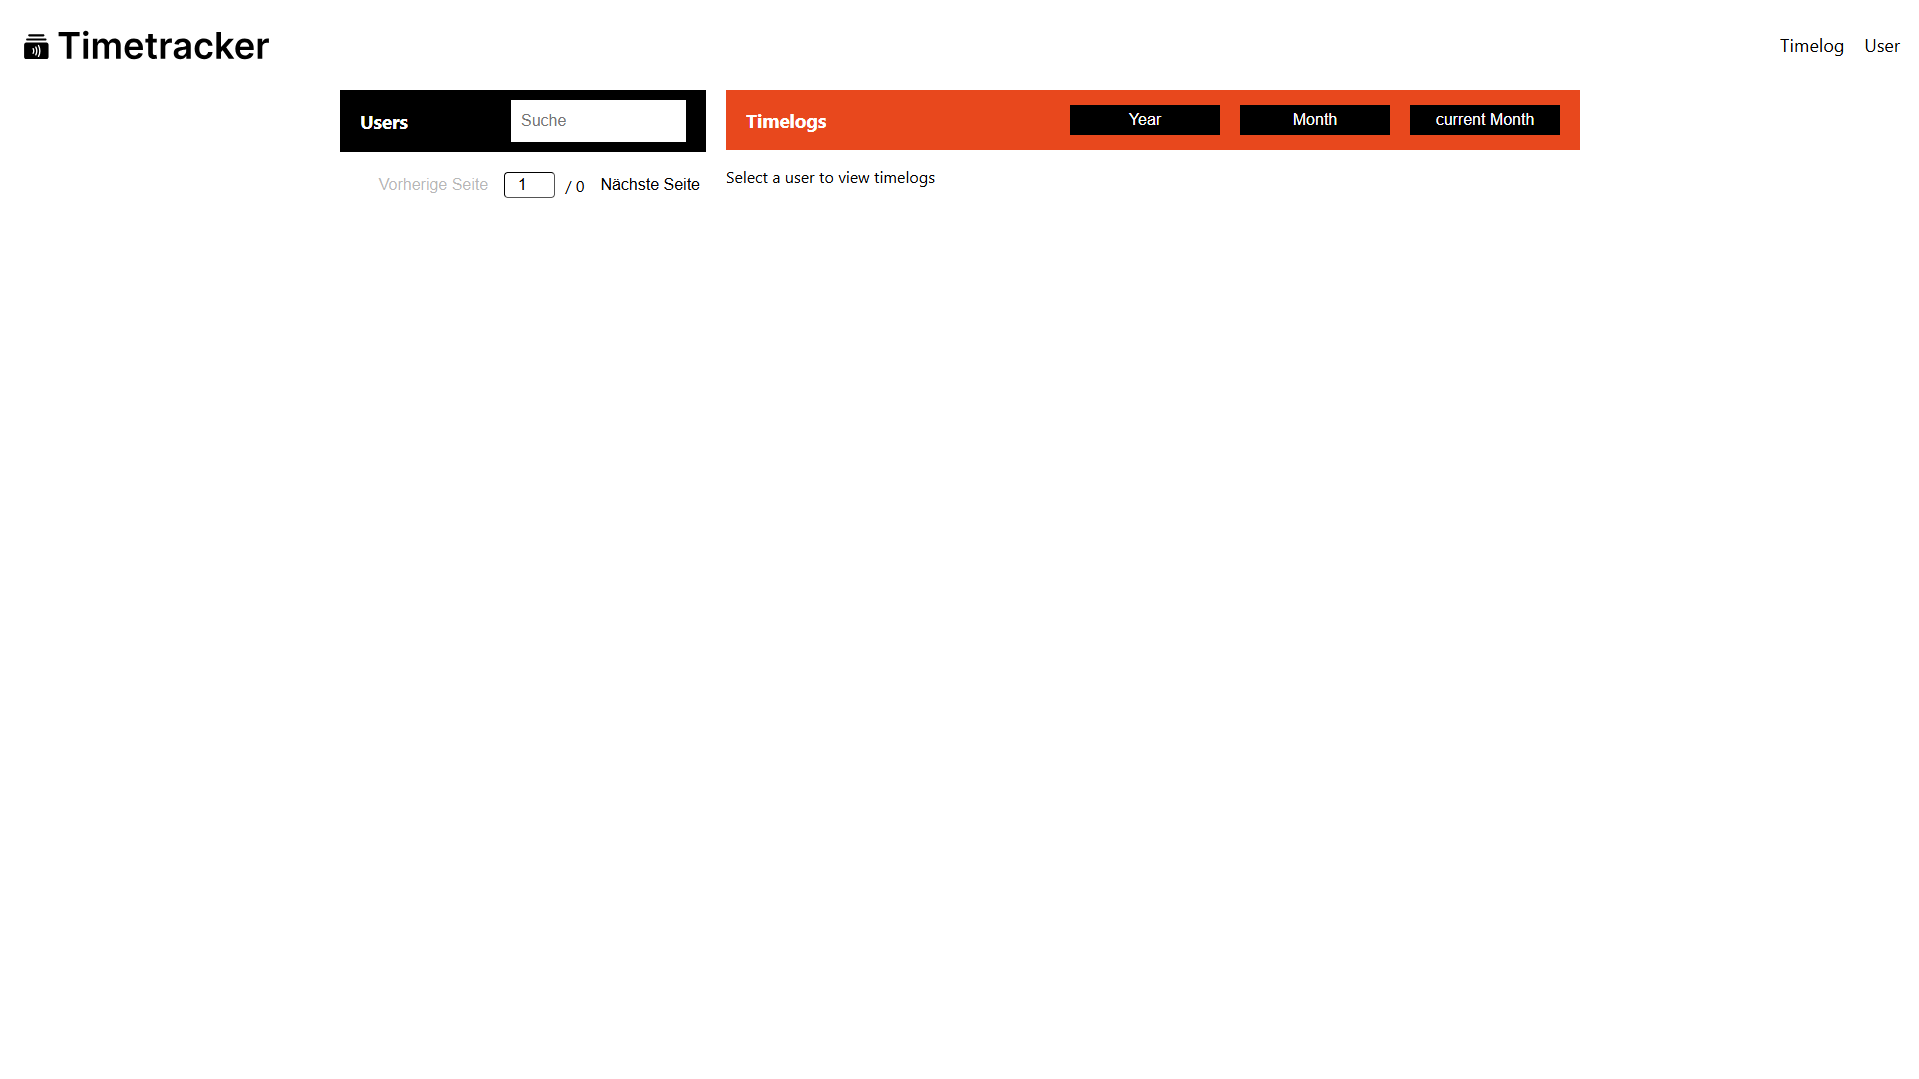 Timetracker
Timelog User
Users Suche
Vorherige Seite 1 / 0 Nächste Seite
Timelogs Year Month current Month
Select a user to view timelogs